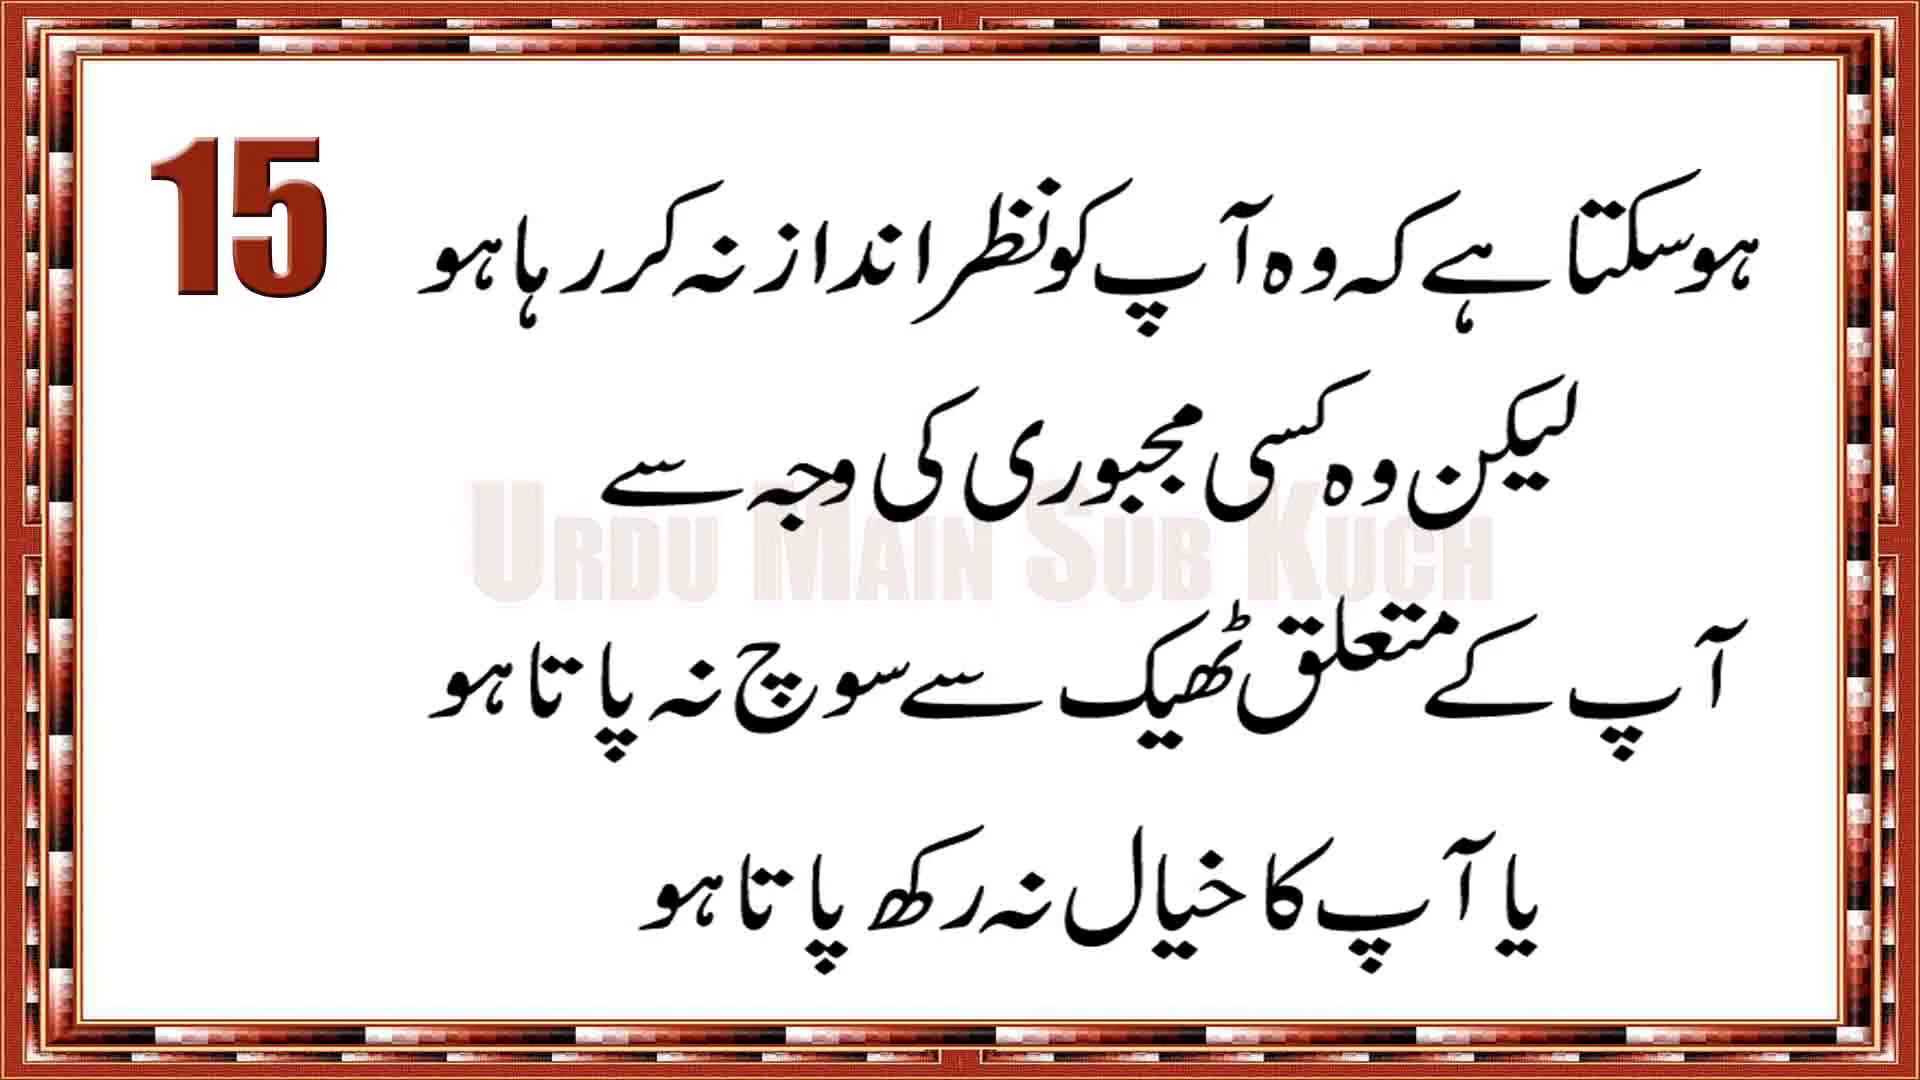 15
ہو سکتا ہے کہ وہ آپ کو نظر انداز نہ کر رہا ہو
لیکن وہ کسی مجبوری کی وجہ سے
Urdu Main Sub Kuch
آپ کے متعلق ٹھیک سے سوچ نہ پاتا ہو
یا آپ کا خیال نہ رکھ پاتا ہو